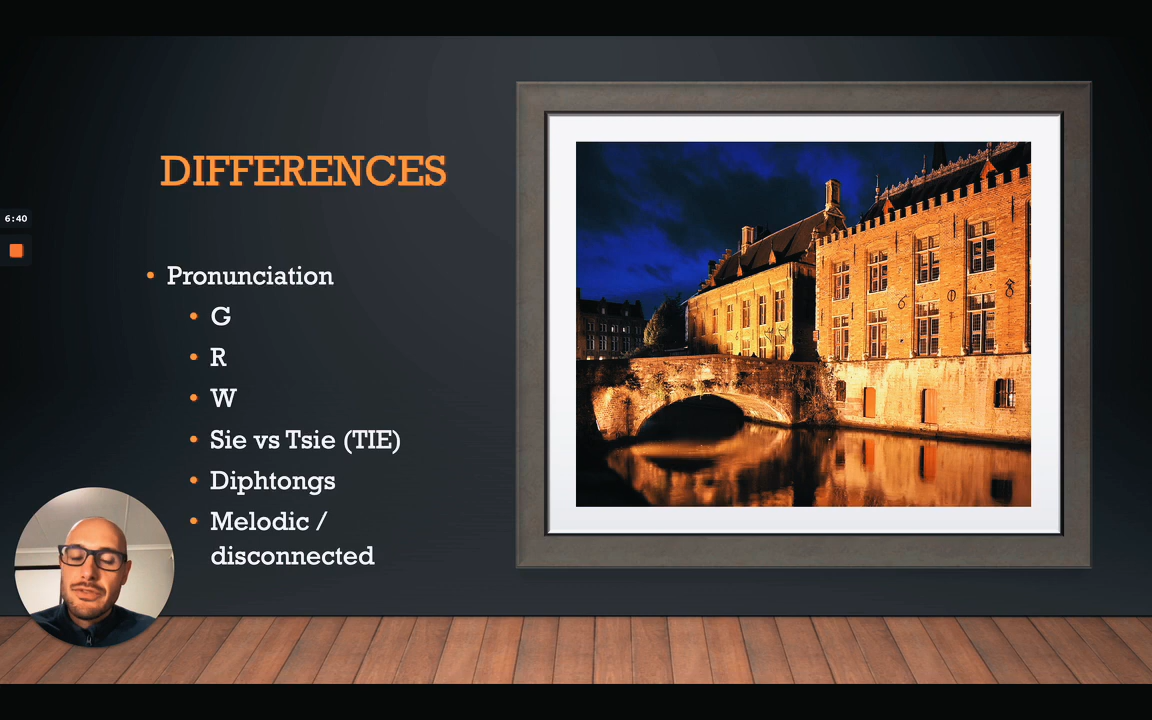 DIFFERENCES
6:40
Pronunciation
G
R
W
Sie vs Tsie (TIE)
Diphtongs
Melodic /
disconnected